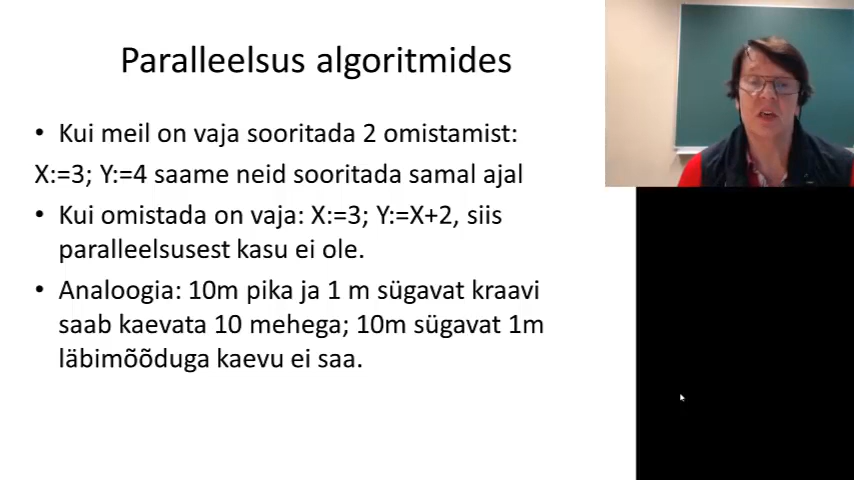 Paralleelsus algoritmides
• Kui meil on vaja sooritada 2 omistamist:
X:=3; Y:=4 saame neid sooritada samal ajal
• Kui omistada on vaja: X:=3; Y:=X+2, siis
paralleelsusest kasu ei ole.
• Analoogia: 10m pika ja 1 m sügavat kraavi
saab kaevata 10 mehega; 10m sügavat 1m
läbimõõduga kaevu ei saa.